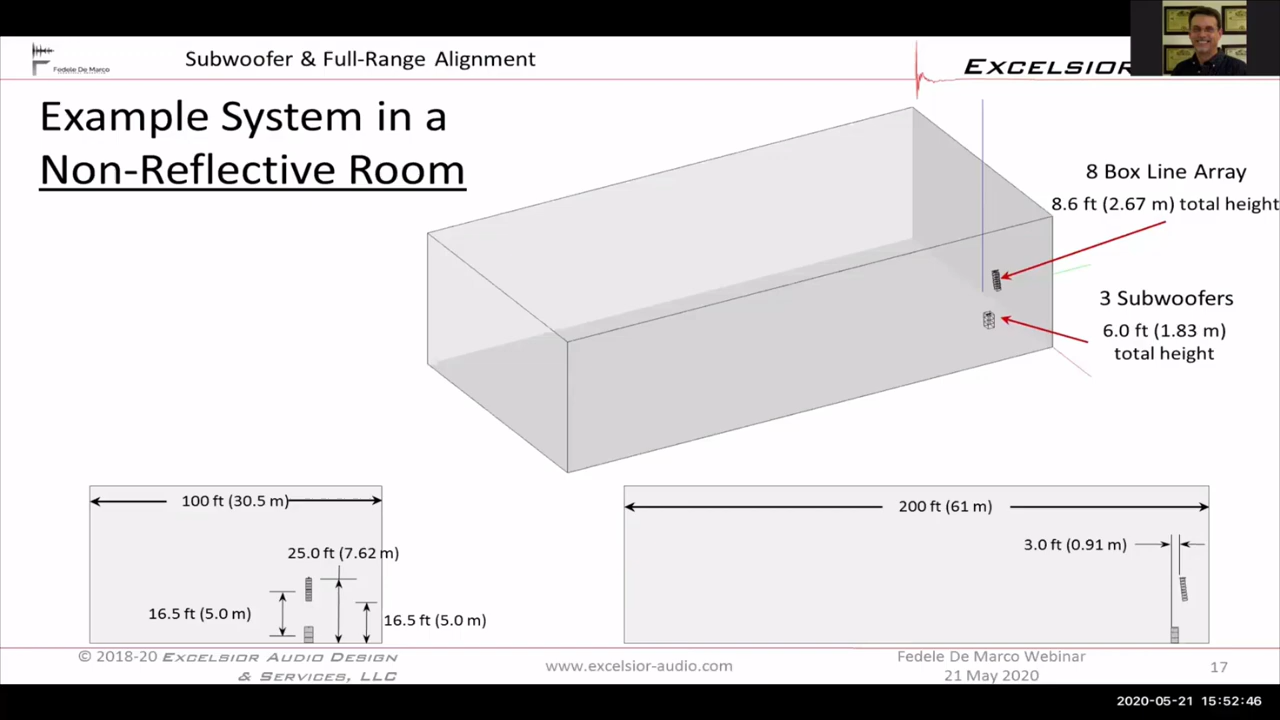 Fedele De Marco
Subwoofer & Full-Range Alignment
EXCELSIOR
Example System in a
Non-Reflective Room
8 Box Line Array
8.6 ft (2.67 m) total height
3 Subwoofers
6.0 ft (1.83 m)
total height
100 ft (30.5 m)
25.0 ft (7.62 m)
16.5 ft (5.0 m)
16.5 ft (5.0 m)
200 ft (61 m)
3.0 ft (0.91 m)
© 2018-20 EXCELSIOR AUDIO DESIGN
& SERVICES, LLC
www.excelsior-audio.com
Fedele De Marco Webinar
21 May 2020
17
2020-05-21 15:52:46